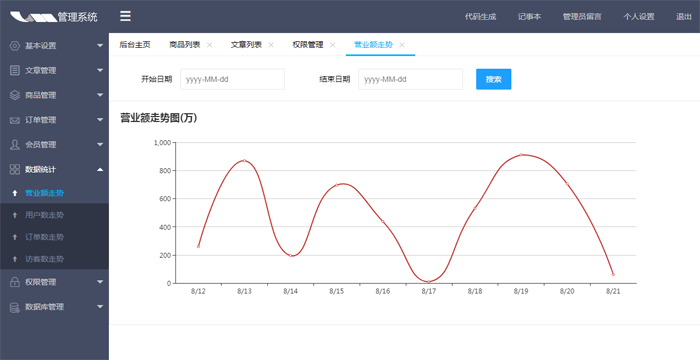 管理系统
代码生成 记事本 管理员留言 个人设置 退出
基本设置
文章管理
商品管理
订单管理
会员管理
数据统计
营业额走势
用户数走势
订单数走势
访客数走势
权限管理
数据库管理
后台主页 商品列表 文章列表 权限管理 营业额走势
开始日期 yyyy-MM-dd 结束日期 yyyy-MM-dd 搜索
营业额走势图(万)
1,000
800
600
400
200
0
8/12 8/13 8/14 8/15 8/16 8/17 8/18 8/19 8/20 8/21